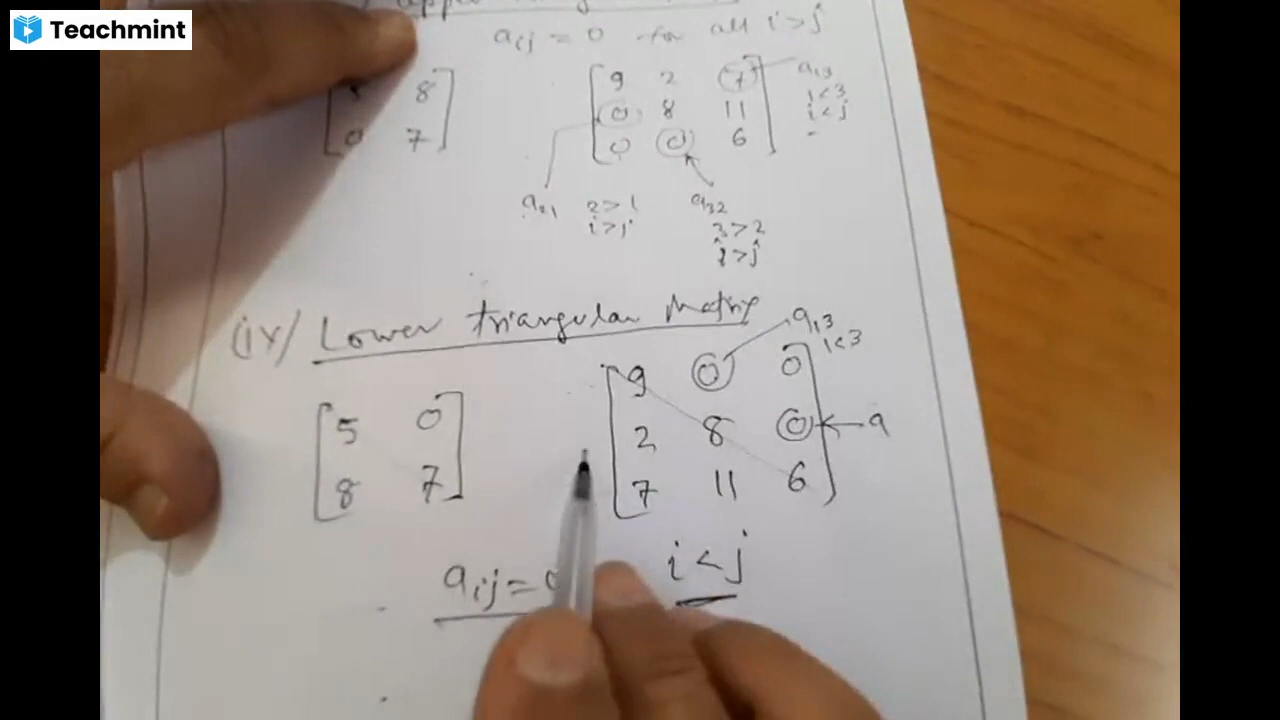 Teachmint
upper
aij = 0 for all i>j
8
0 7
9 2 7
0 8 11
0 0 6
a13
1<3
i<j
a21 2>1
i>j
a32
3>2
i>j
(iv) Lower triangular Matrix
5 0
8 7
9 0 0
2 8 0
7 11 6
a13
1<3
a
aij = 0 i<j